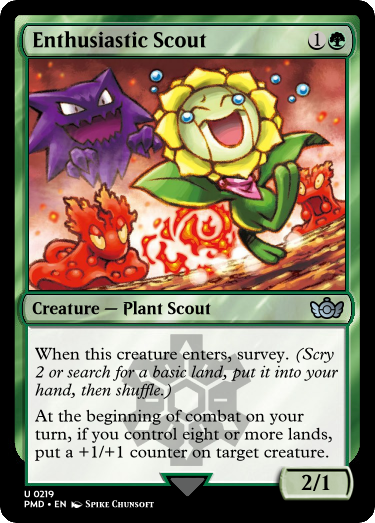 Enthusiastic Scout 1
Creature — Plant Scout
When this creature enters, survey. (Scry
2 or search for a basic land, put it into your
hand, then shuffle.)
At the beginning of combat on your
turn, if you control eight or more lands,
put a +1/+1 counter on target creature.
2/1
U 0219
PMD • EN Spike Chunsoft